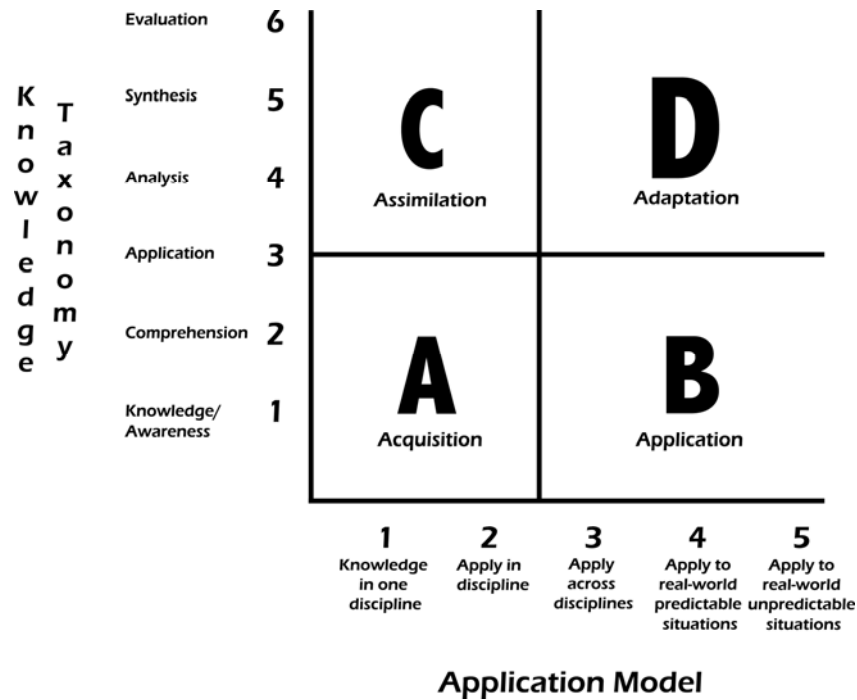 Knowledge
Taxonomy
Evaluation 6
Synthesis 5
Analysis 4
Application 3
Comprehension 2
Knowledge/
Awareness
1
C
Assimilation
D
Adaptation
A
Acquisition
B
Application
1
Knowledge
in one
discipline
2
Apply in
discipline
3
Apply
across
disciplines
4
Apply to
real-world
predictable
situations
5
Apply to
real-world
unpredictable
situations
Application Model